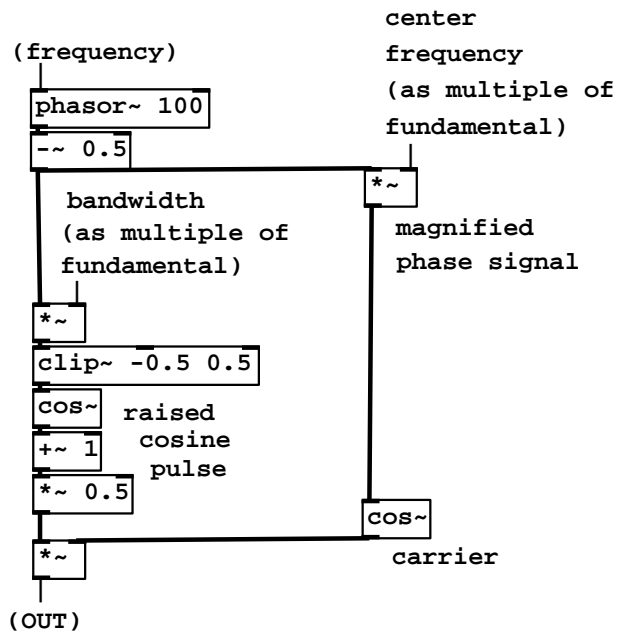 center
frequency
(as multiple of
fundamental)
(frequency)
phasor~ 100
-~ 0.5
*~
bandwidth
(as multiple of
fundamental)
magnified
phase signal
*~
clip~ -0.5 0.5
cos~
raised
cosine
pulse
+~ 1
*~ 0.5
cos~
carrier
*~
(OUT)